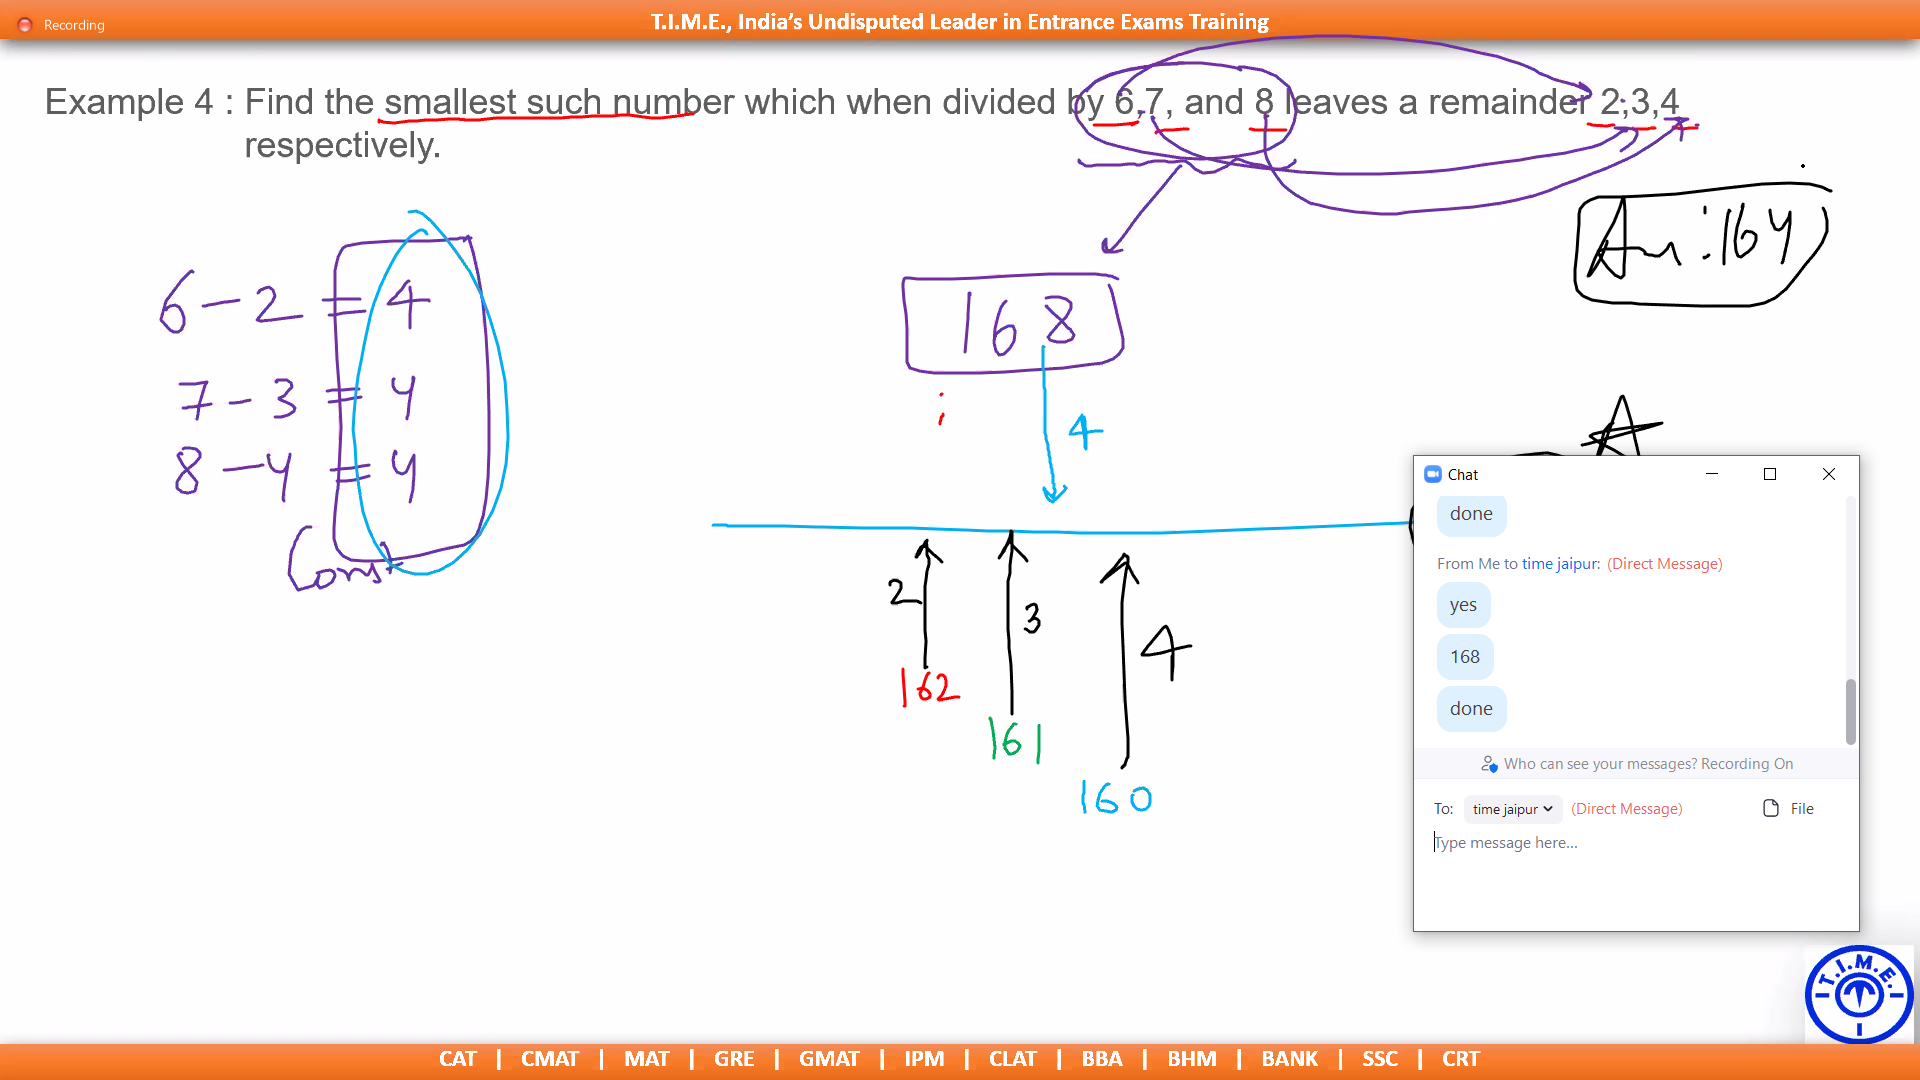 Recording
T.I.M.E., India's Undisputed Leader in Entrance Exams Training
Example 4 : Find the smallest such number which when divided by 6,7, and 8 leaves a remainder 2,3,4
respectively.
Ans:164
6-2 = 4
7-3 = 4
8-4 = 4
Const
168
4
2
3
4
162
161
160
Chat
done
From Me to time jaipur: (Direct Message)
yes
168
done
Who can see your messages? Recording On
To: time jaipur (Direct Message) File
Type message here...
T.I.M.E.
CAT | CMAT | MAT | GRE | GMAT | IPM | CLAT | BBA | BHM | BANK | SSC | CRT